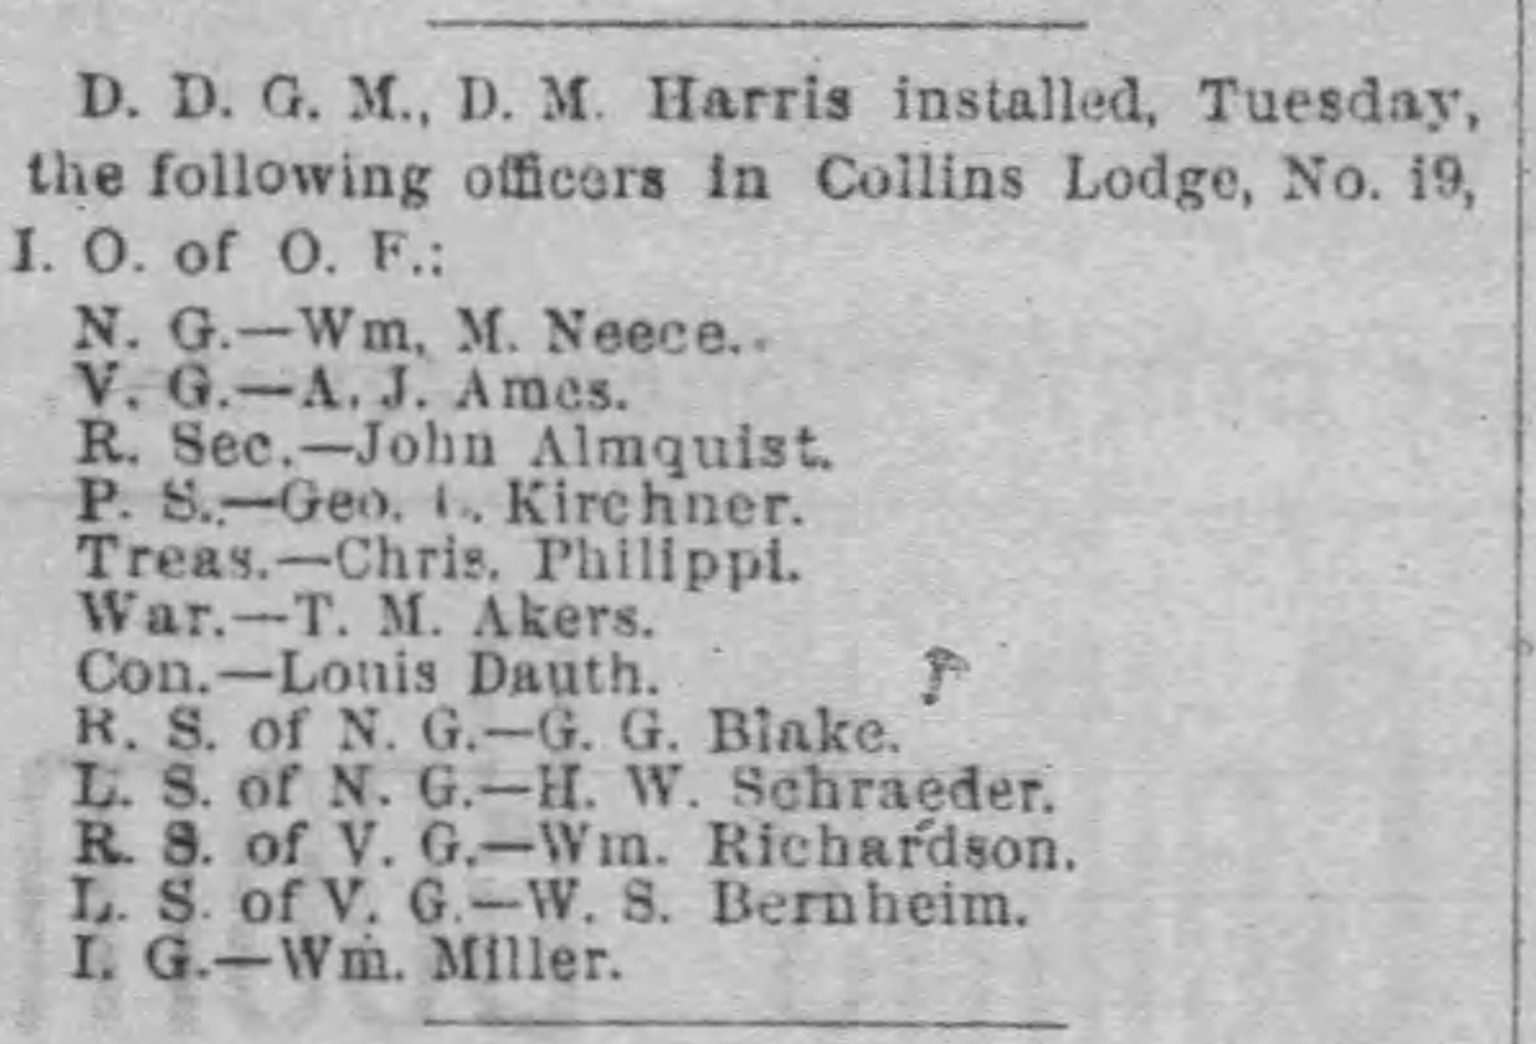 D. D. G. M., D. M. Harris installed, Tuesday,
the following officers in Collins Lodge, No. i9,
I. O. of O. F.:
N. G.—Wm, M. Neece.
V. G.—A. J. Ames.
R. Sec.—John Almquist.
P. S.—Geo. Kirchner.
Treas.—Chris. Philippi.
War.—T. M. Akers.
Con.—Louis Dauth.
R. S. of N. G.—G. G. Blake.
L. S. of N. G.—H. W. Schraeder.
R. S. of V. G.—Wm. Richardson.
L. S. of V. G.—W. S. Bernheim.
I. G.—Wm. Miller.